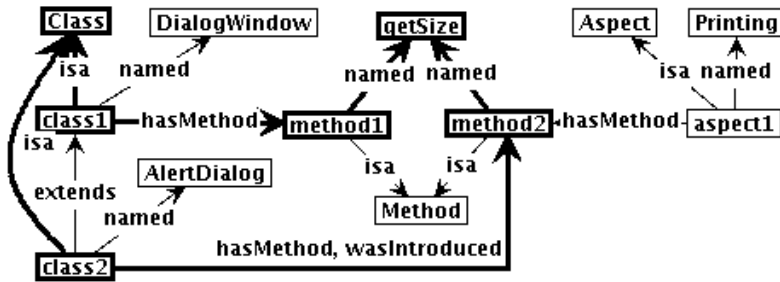 Class
DialogWindow
getSize
Aspect
Printing
isa
named
named
named
isa
named
class1
hasMethod
method1
method2
hasMethod
aspect1
isa
isa
isa
extends
AlertDialog
named
Method
class2
hasMethod, wasIntroduced